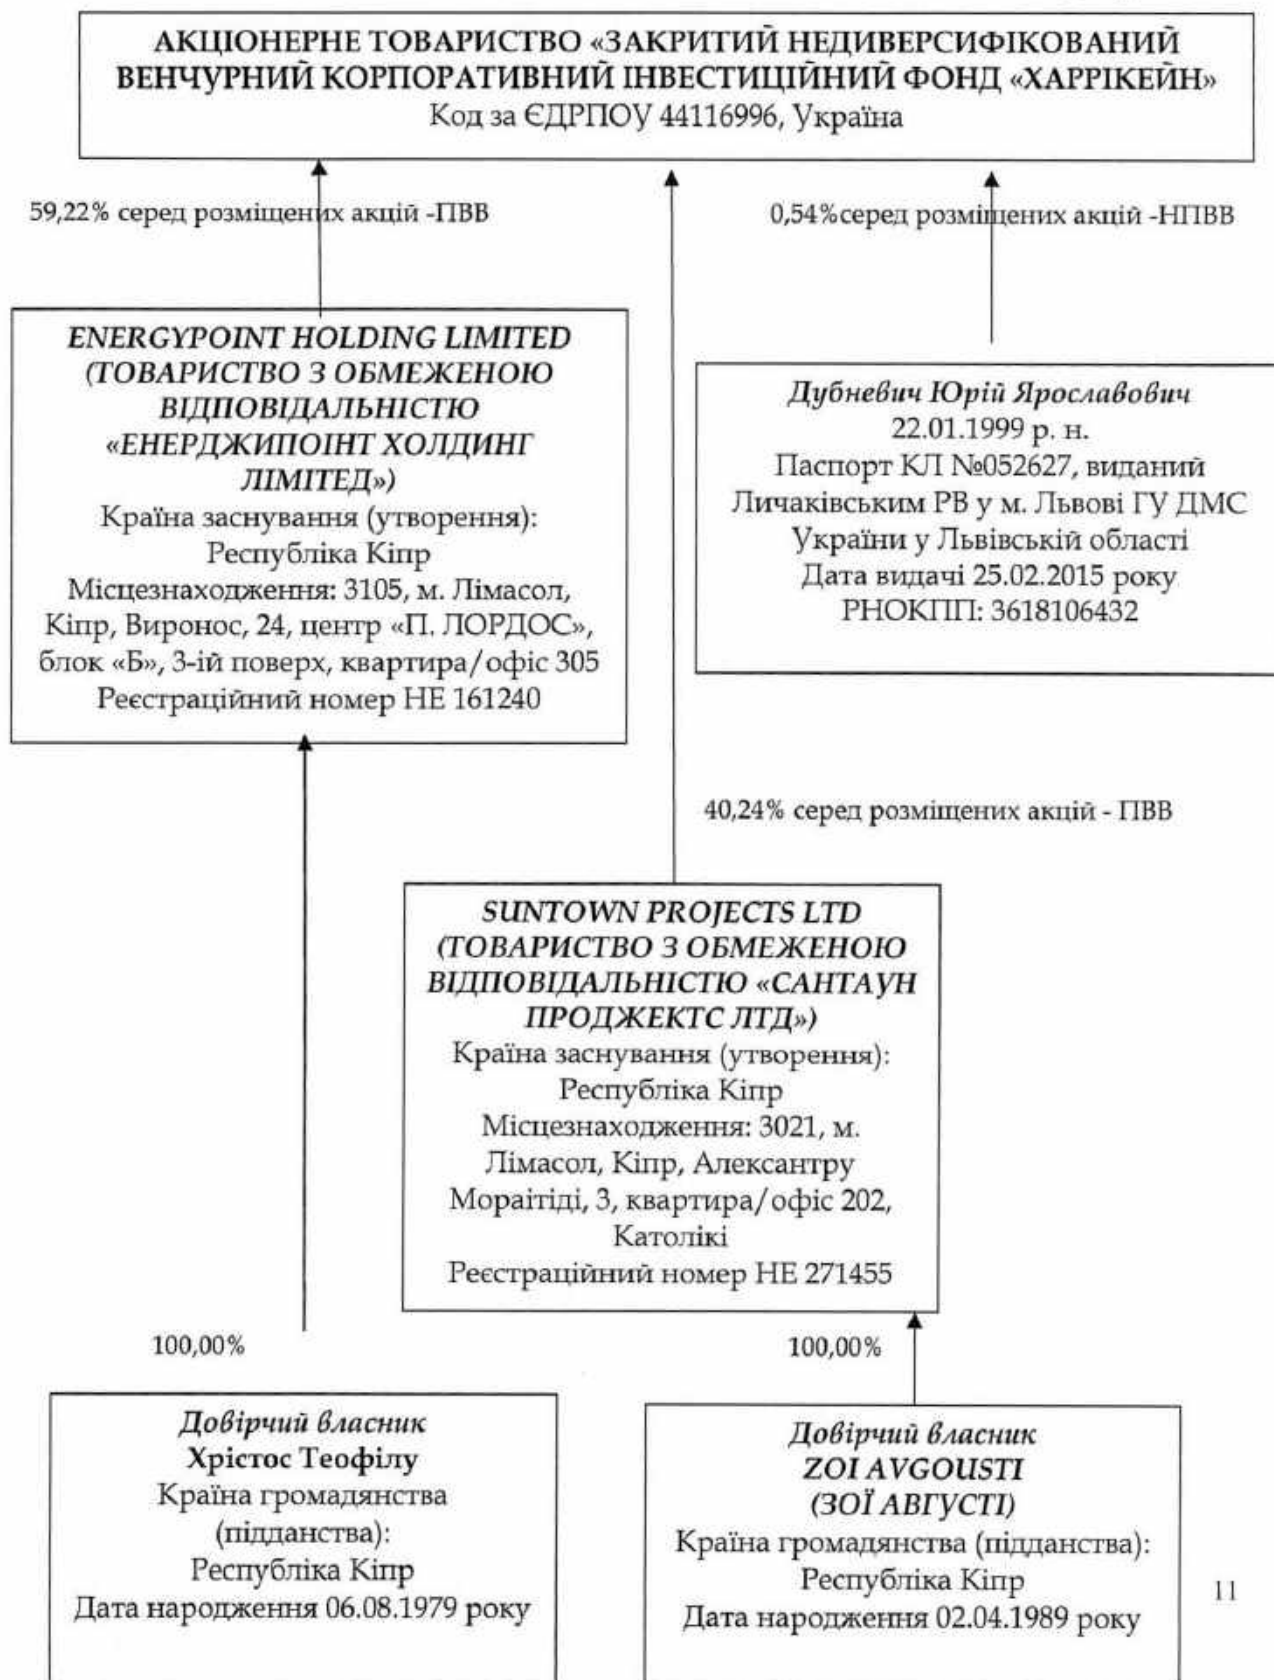 АКЦІОНЕРНЕ ТОВАРИСТВО «ЗАКРИТИЙ НЕДИВЕРСИФІКОВАНИЙ
ВЕНЧУРНИЙ КОРПОРАТИВНИЙ ІНВЕСТИЦІЙНИЙ ФОНД «ХАРРІКЕЙН»
Код за ЄДРПОУ 44116996, Україна
59,22% серед розміщених акцій -ПВВ
0,54%серед розміщених акцій -НПВВ
ENERGYPOINT HOLDING LIMITED
(ТОВАРИСТВО З ОБМЕЖЕНОЮ
ВІДПОВІДАЛЬНІСТЮ
«ЕНЕРДЖИПОІНТ ХОЛДИНГ
ЛІМІТЕД»)
Країна заснування (утворення):
Республіка Кіпр
Місцезнаходження: 3105, м. Лімасол,
Кіпр, Виронос, 24, центр «П. ЛОРДОС»,
блок «Б», 3-ій поверх, квартира/офіс 305
Реєстраційний номер НЕ 161240
Дубневич Юрій Ярославович
22.01.1999 р. н.
Паспорт КЛ №052627, виданий
Личаківським РВ у м. Львові ГУ ДМС
України у Львівській області
Дата видачі 25.02.2015 року
РНОКПП: 3618106432
40,24% серед розміщених акцій - ПВВ
SUNTOWN PROJECTS LTD
(ТОВАРИСТВО З ОБМЕЖЕНОЮ
ВІДПОВІДАЛЬНІСТЮ «САНТАУН
ПРОДЖЕКТС ЛТД»)
Країна заснування (утворення):
Республіка Кіпр
Місцезнаходження: 3021, м.
Лімасол, Кіпр, Алексантру
Мораітіді, 3, квартира/офіс 202,
Католікі
Реєстраційний номер НЕ 271455
100,00%
100,00%
Довірчий власник
Хрістос Теофілу
Країна громадянства
(підданства):
Республіка Кіпр
Дата народження 06.08.1979 року
Довірчий власник
ZOI AVGOUSTI
(ЗОЇ АВГУСТІ)
Країна громадянства (підданства):
Республіка Кіпр
Дата народження 02.04.1989 року
11